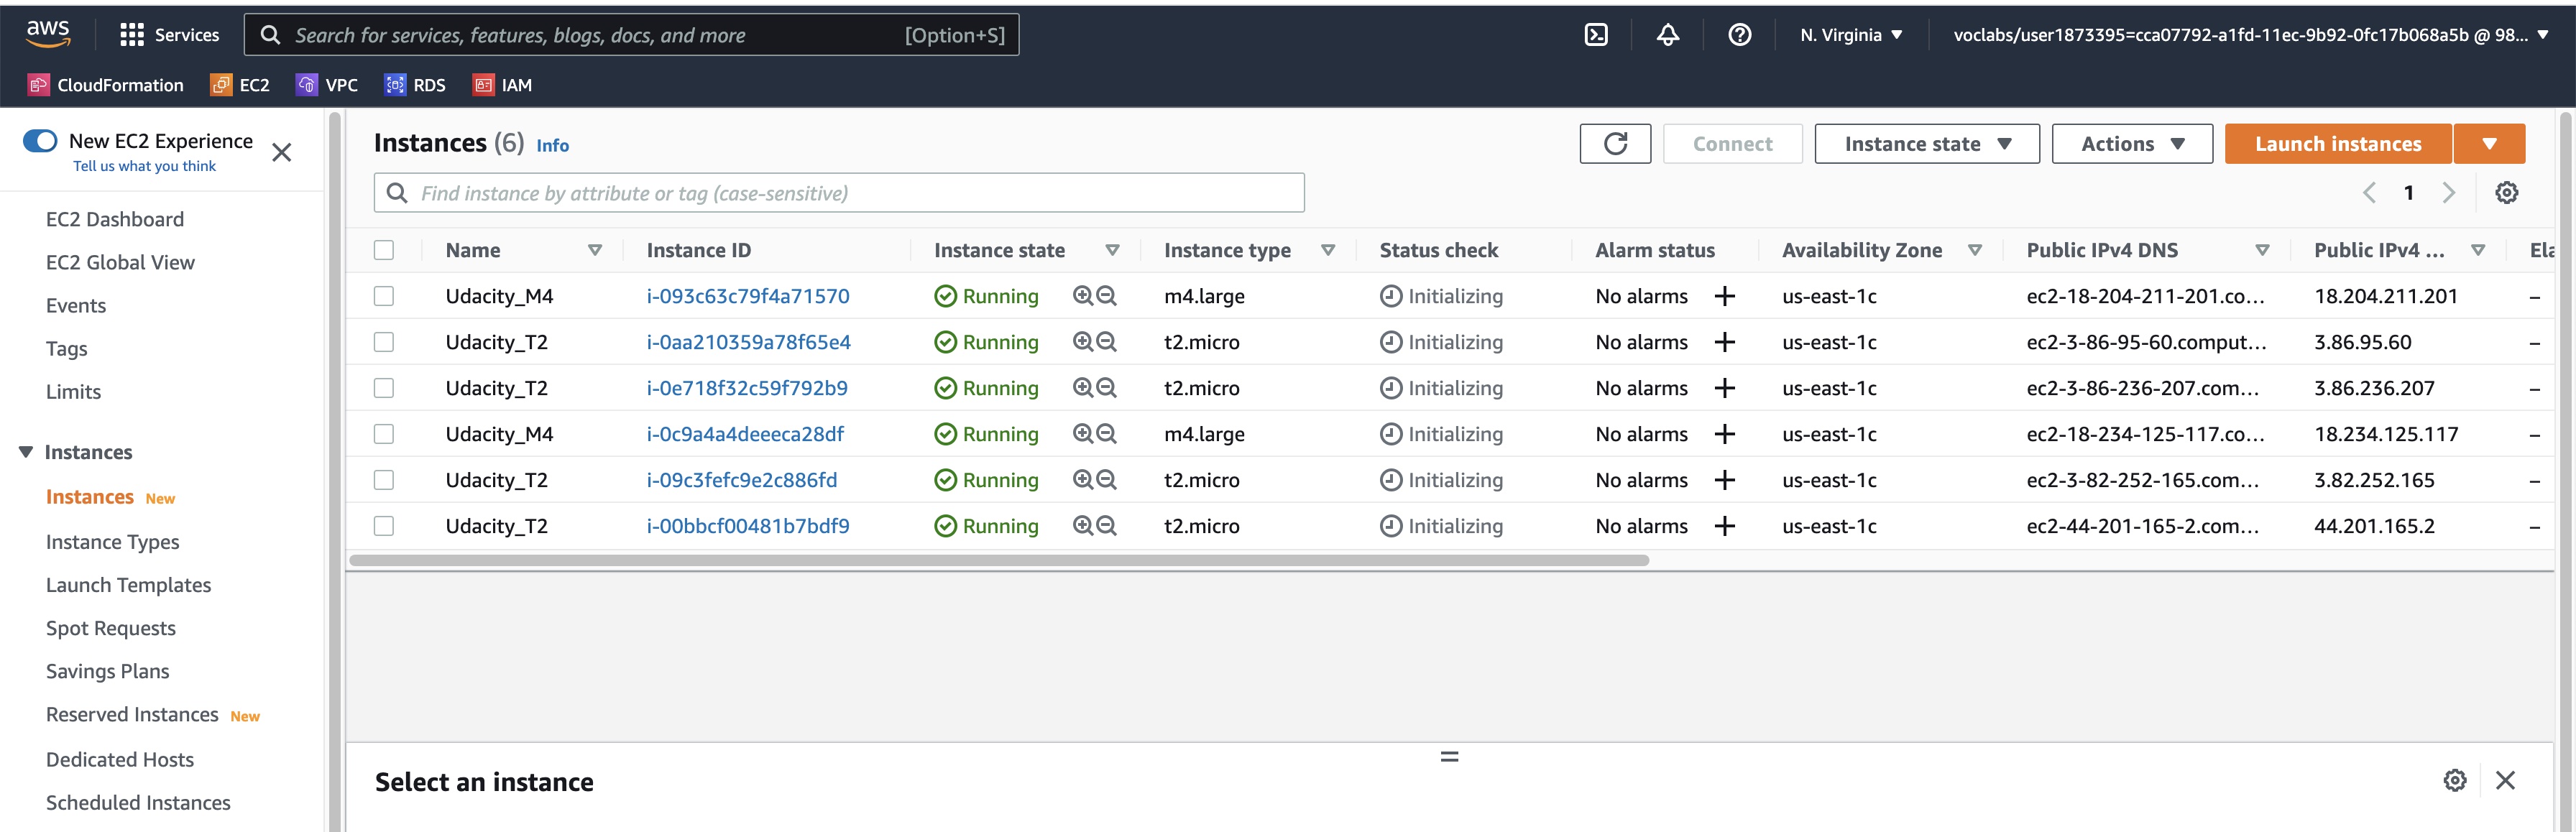 aws
Services
Search for services, features, blogs, docs, and more
[Option+S]
N. Virginia
voclabs/user1873395=cca07792-a1fd-11ec-9b92-0fc17b068a5b @ 98...
CloudFormation EC2 VPC RDS IAM
New EC2 Experience
Tell us what you think
EC2 Dashboard
EC2 Global View
Events
Tags
Limits
Instances
Instances New
Instance Types
Launch Templates
Spot Requests
Savings Plans
Reserved Instances New
Dedicated Hosts
Scheduled Instances
Instances (6) Info
Connect Instance state Actions Launch instances
Find instance by attribute or tag (case-sensitive)
1
Name Instance ID Instance state Instance type Status check Alarm status Availability Zone Public IPv4 DNS Public IPv4 ... Ela
Udacity_M4 i-093c63c79f4a71570 Running m4.large Initializing No alarms + us-east-1c ec2-18-204-211-201.co... 18.204.211.201 –
Udacity_T2 i-0aa210359a78f65e4 Running t2.micro Initializing No alarms + us-east-1c ec2-3-86-95-60.comput... 3.86.95.60 –
Udacity_T2 i-0e718f32c59f792b9 Running t2.micro Initializing No alarms + us-east-1c ec2-3-86-236-207.com... 3.86.236.207 –
Udacity_M4 i-0c9a4a4deeeca28df Running m4.large Initializing No alarms + us-east-1c ec2-18-234-125-117.co... 18.234.125.117 –
Udacity_T2 i-09c3fefc9e2c886fd Running t2.micro Initializing No alarms + us-east-1c ec2-3-82-252-165.com... 3.82.252.165 –
Udacity_T2 i-00bbcf00481b7bdf9 Running t2.micro Initializing No alarms + us-east-1c ec2-44-201-165-2.com... 44.201.165.2 –
Select an instance